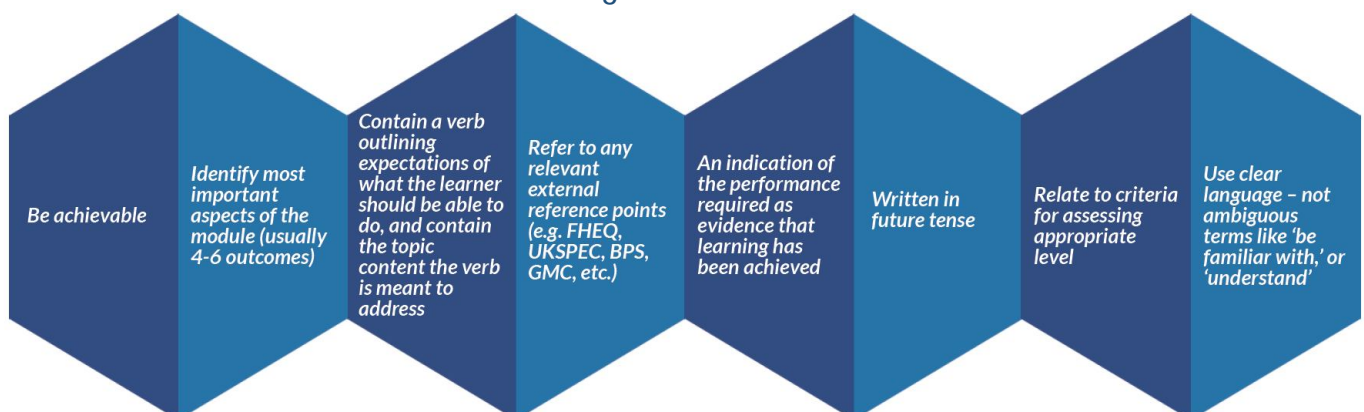 Be achievable
Identify most
important
aspects of the
module (usually
4-6 outcomes)
Contain a verb
outlining
expectations of
what the learner
should be able to
do, and contain
the topic
content the verb
is meant to
address
Refer to any
relevant
external
reference points
(e.g. FHEQ,
UKSPEC, BPS,
GMC, etc.)
An indication of
the performance
required as
evidence that
learning has
been achieved
Written in
future tense
Relate to criteria
for assessing
appropriate
level
Use clear
language – not
ambiguous
terms like ‘be
familiar with,’ or
‘understand’